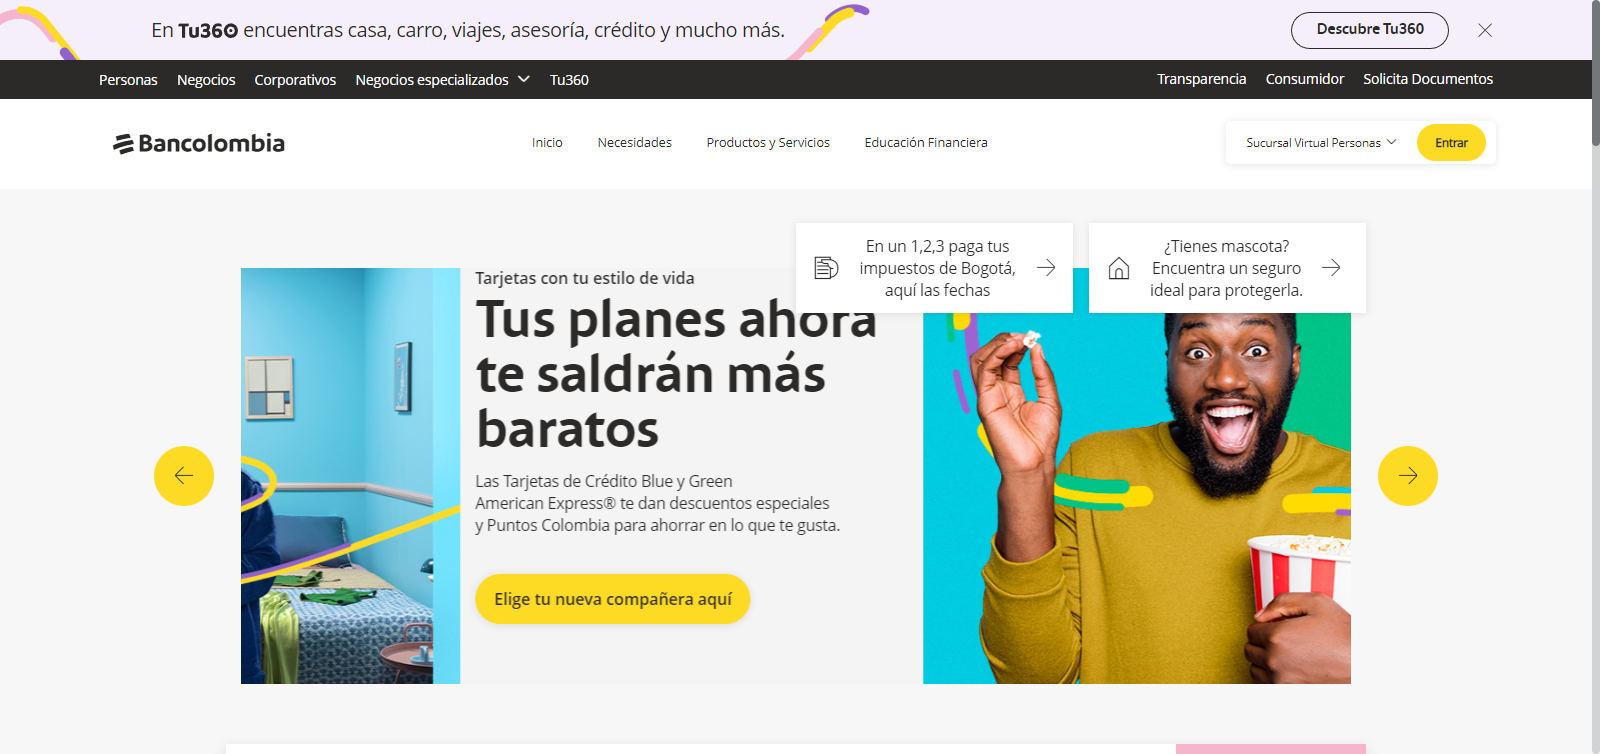 En Tu360 encuentras casa, carro, viajes, asesoría, crédito y mucho más.
Descubre Tu360
Personas Negocios Corporativos Negocios especializados Tu360
Transparencia Consumidor Solicita Documentos
Bancolombia
Inicio Necesidades Productos y Servicios Educación Financiera
Sucursal Virtual Personas Entrar
En un 1,2,3 paga tus
impuestos de Bogotá,
aquí las fechas
¿Tienes mascota?
Encuentra un seguro
ideal para protegerla.
Tarjetas con tu estilo de vida
Tus planes ahora
te saldrán más
baratos
Las Tarjetas de Crédito Blue y Green
American Express® te dan descuentos especiales
y Puntos Colombia para ahorrar en lo que te gusta.
Elige tu nueva compañera aquí